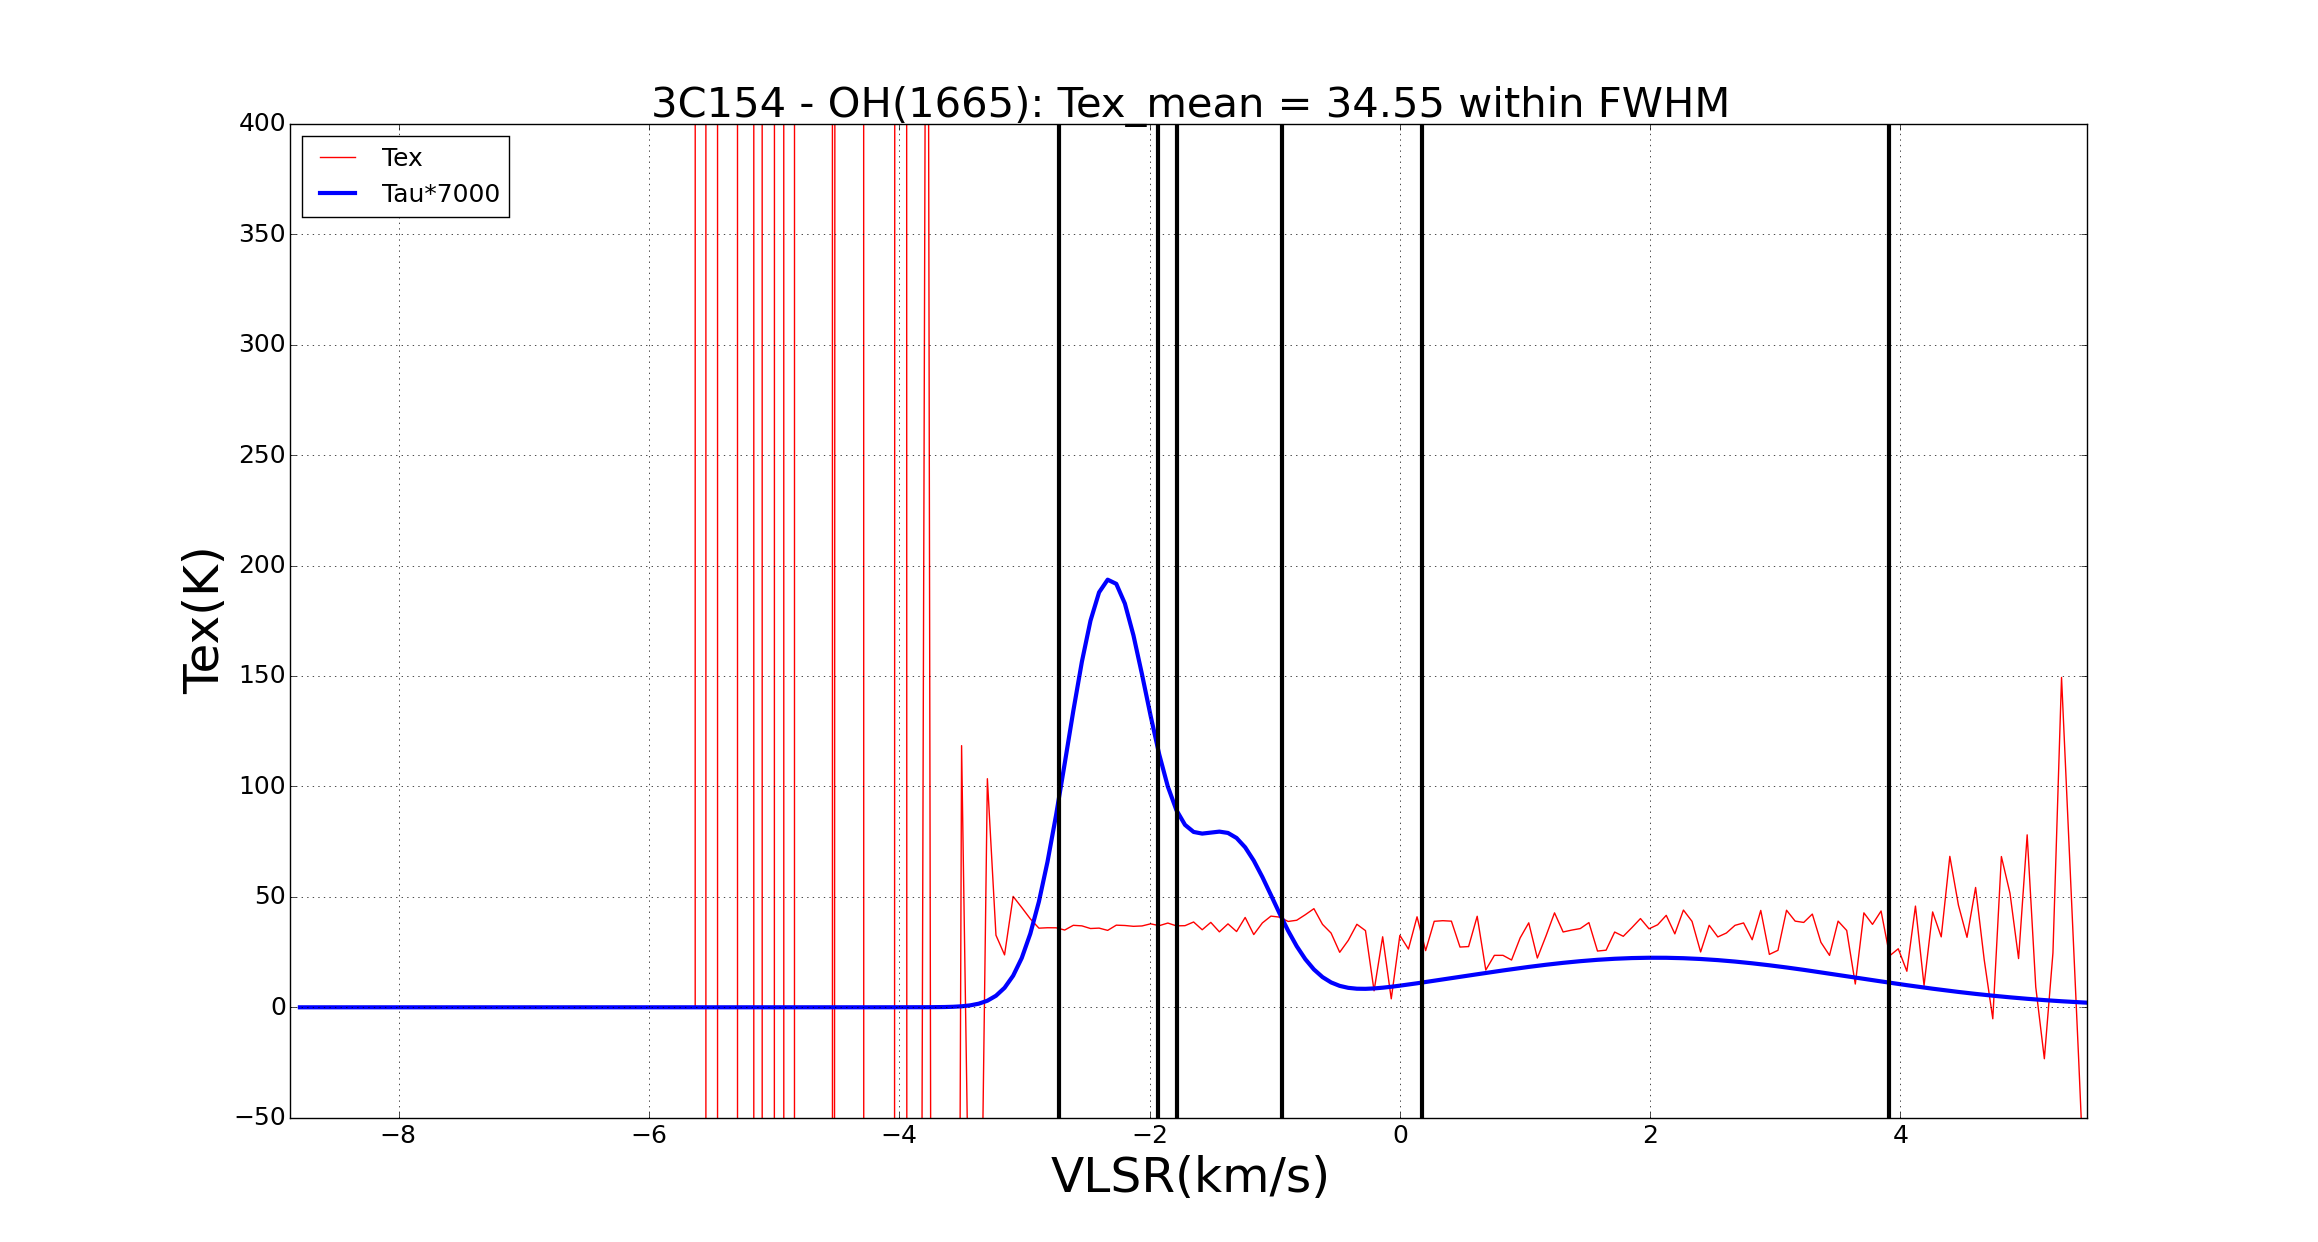 3C154 - OH(1665): Tex_mean = 34.55 within FWHM
400
350
300
250
200
150
100
50
0
−50
Tex
Tau*7000
Tex(K)
−8 −6 −4 −2 0 2 4
VLSR(km/s)